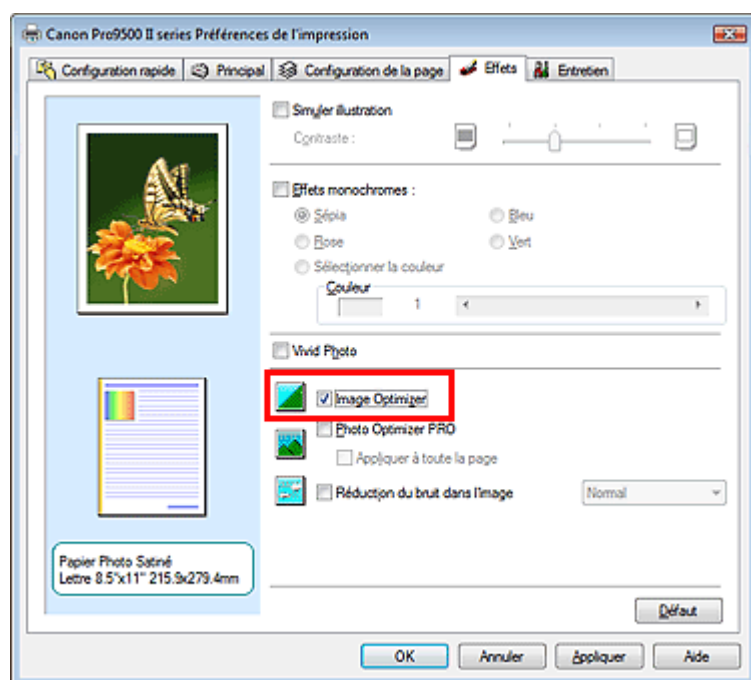 Canon Pro9500 II series Préférences de l'impression
Configuration rapide Principal Configuration de la page Effets Entretien
Simuler illustration
Contraste :
Effets monochromes :
Sépia Bleu
Rose Vert
Sélectionner la couleur
Couleur
1
Vivid Photo
Image Optimizer
Photo Optimizer PRO
Appliquer à toute la page
Réduction du bruit dans l'image Normal
Papier Photo Satiné
Lettre 8.5"x11" 215.9x279.4mm
Défaut
OK Annuler Appliquer Aide